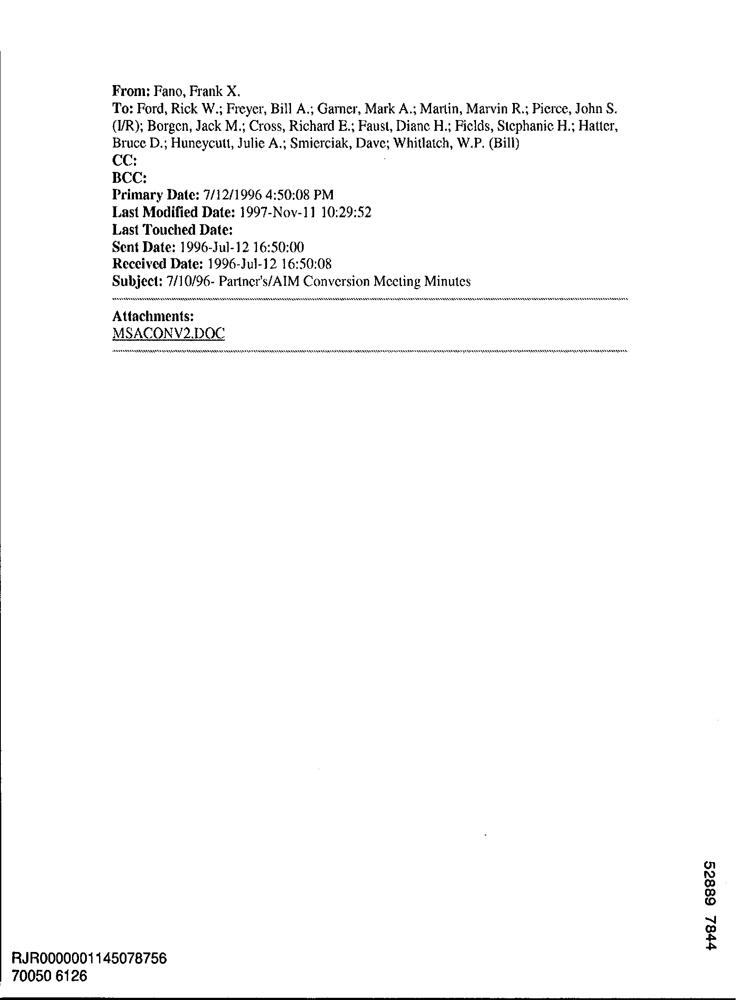 From: Fano, Frank X.
To: Ford, Rick W.; Freyer, Bill A.; Garner, Mark A.; Martin, Marvin R.; Pierce, John S.
(I/R); Borgen, Jack M.; Cross, Richard E.; Faust, Diane H.; Fields, Stephanie H.; Hatter,
Bruce D.; Huneycutt, Julie A.; Smierciak, Dave; Whitlatch, W.P. (Bill)
CC:
BCC:
Primary Date: 7/12/1996 4:50:08 PM
Last Modified Date: 1997-Nov-11 10:29:52
Last Touched Date:
Sent Date: 1996-Jul-12 16:50:00
Received Date: 1996-Jul-12 16:50:08
Subject: 7/10/96- Partner's/AIM Conversion Meeting Minutes
Attachments:
MSACONV2.DOC
52889 7844
RJR0000001145078756
70050 6126